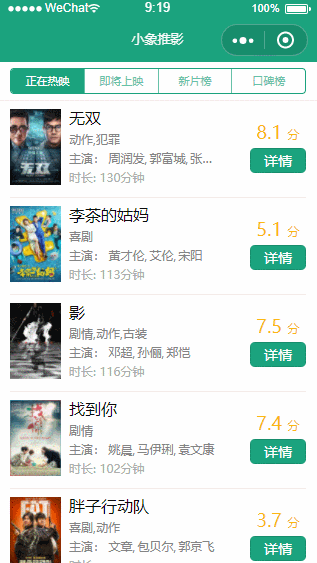 WeChat 9:19 100%
小象推影
正在热映 即将上映 新片榜 口碑榜
无双
动作,犯罪
8.1 分
主演: 周润发,郭富城,张...
详情
时长: 130分钟
无双
李茶的姑妈
喜剧
5.1 分
主演: 黄才伦,艾伦,宋阳
详情
时长: 113分钟
影
剧情,动作,古装
7.5 分
主演: 邓超,孙俪,郑恺
详情
时长: 116分钟
找到你
剧情
7.4 分
主演: 姚晨,马伊琍,袁文康
详情
时长: 102分钟
胖子行动队
喜剧,动作
3.7 分
主演: 文章,包贝尔,郭京飞
详情